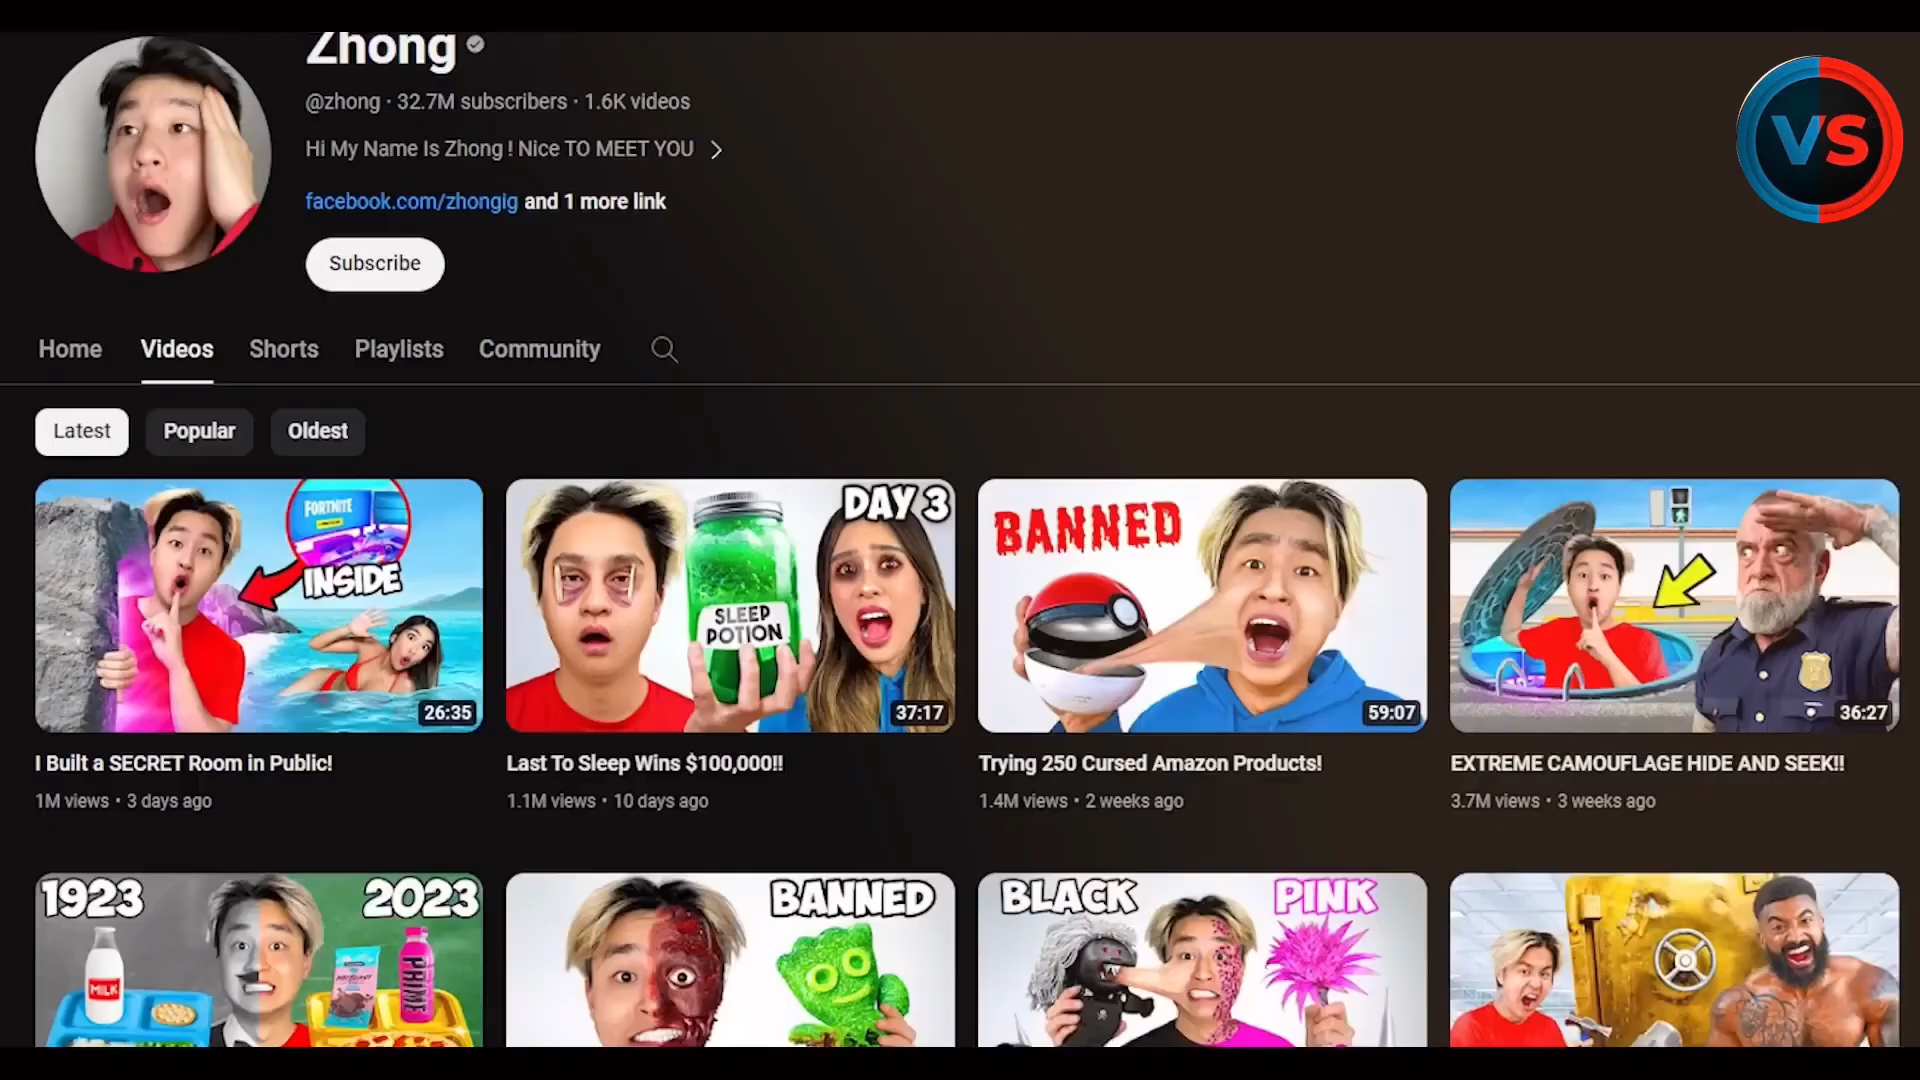 Zhong
@zhong · 32.7M subscribers · 1.6K videos
Hi My Name Is Zhong ! Nice TO MEET YOU
facebook.com/zhongig and 1 more link
Subscribe
VS
Home Videos Shorts Playlists Community
Latest Popular Oldest
FORTNITE
INSIDE
26:35
DAY 3
SLEEP
POTION
37:17
BANNED
59:07
36:27
I Built a SECRET Room in Public!
Last To Sleep Wins $100,000!!
Trying 250 Cursed Amazon Products!
EXTREME CAMOUFLAGE HIDE AND SEEK!!
1M views · 3 days ago
1.1M views · 10 days ago
1.4M views · 2 weeks ago
3.7M views · 3 weeks ago
1923
2023
MILK
PRIME
BANNED
BLACK
PINK